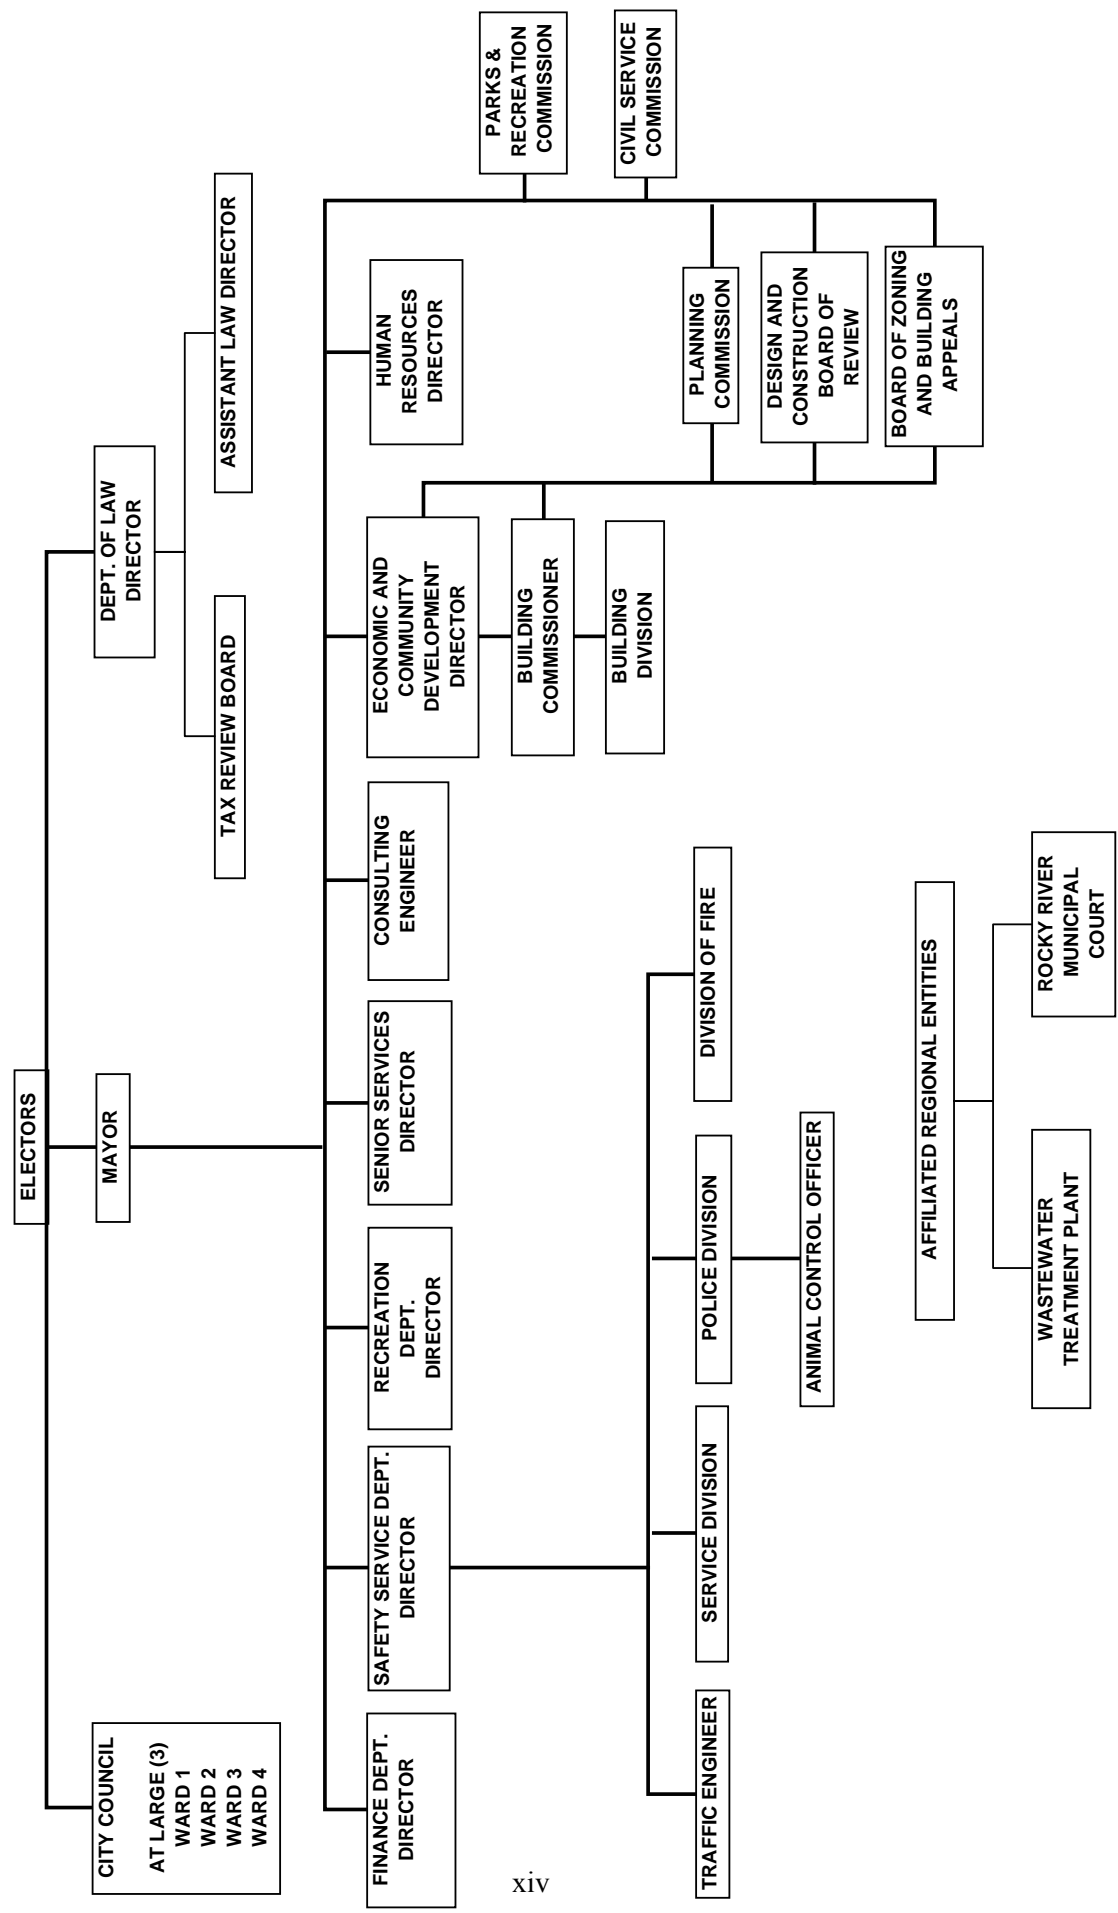 ELECTORS
CITY COUNCIL
AT LARGE (3)
WARD 1
WARD 2
WARD 3
WARD 4
MAYOR
DEPT. OF LAW
DIRECTOR
TAX REVIEW BOARD
ASSISTANT LAW DIRECTOR
FINANCE DEPT.
DIRECTOR
SAFETY SERVICE DEPT.
DIRECTOR
RECREATION
DEPT.
DIRECTOR
SENIOR SERVICES
DIRECTOR
CONSULTING
ENGINEER
ECONOMIC AND
COMMUNITY
DEVELOPMENT
DIRECTOR
HUMAN
RESOURCES
DIRECTOR
PARKS &
RECREATION
COMMISSION
CIVIL SERVICE
COMMISSION
BUILDING
COMMISSIONER
BUILDING
DIVISION
PLANNING
COMMISSION
DESIGN AND
CONSTRUCTION
BOARD OF
REVIEW
BOARD OF ZONING
AND BUILDING
APPEALS
TRAFFIC ENGINEER
SERVICE DIVISION
POLICE DIVISION
DIVISION OF FIRE
ANIMAL CONTROL OFFICER
AFFILIATED REGIONAL ENTITIES
WASTEWATER
TREATMENT PLANT
ROCKY RIVER
MUNICIPAL
COURT
xiv